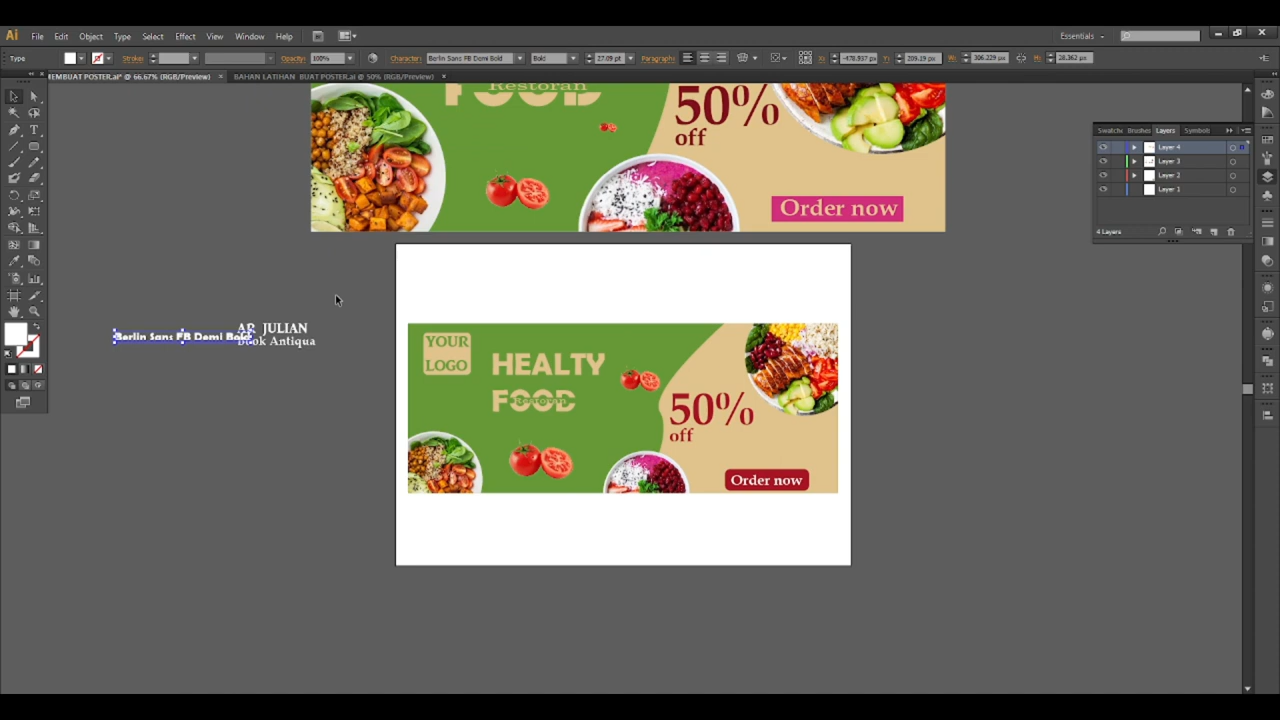 Ai File Edit Object Type Select Effect View Window Help Essentials
Type Stroke: Opacity: 100% Character: Berlin Sans FB Demi Bold Bold 27.09 pt Paragraph: X: -478.937 px Y: 209.19 px W: 306.229 px H: 28.362 px
MEMBUAT POSTER.ai* @ 66.67% (RGB/Preview) × BAHAN LATIHAN BUAT POSTER.ai @ 50% (RGB/Preview) ×
FOOD
Restoran
50%
off
Order now
Swatche Brushes Layers Symbols
Layer 4
Layer 3
Layer 2
Layer 1
4 Layers
Berlin Sans FB Demi Bold
AR JULIAN
Book Antiqua
YOUR
LOGO
HEALTY
FOOD
Restoran
50%
off
Order now